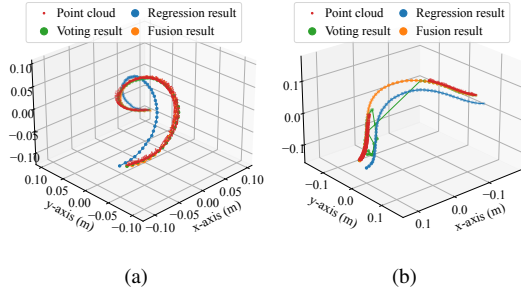 Point cloud Regression result
Voting result Fusion result
0.10
0.05
0.00
−0.05
−0.10
0.10
0.05
0.00
−0.05
−0.10
y-axis (m)
−0.10
−0.05
0.00
0.05
0.10
x-axis (m)
(a)
Point cloud Regression result
Voting result Fusion result
0.1
0.0
−0.1
−0.1
0.0
0.1
y-axis (m)
0.1
0.0
−0.1
x-axis (m)
(b)